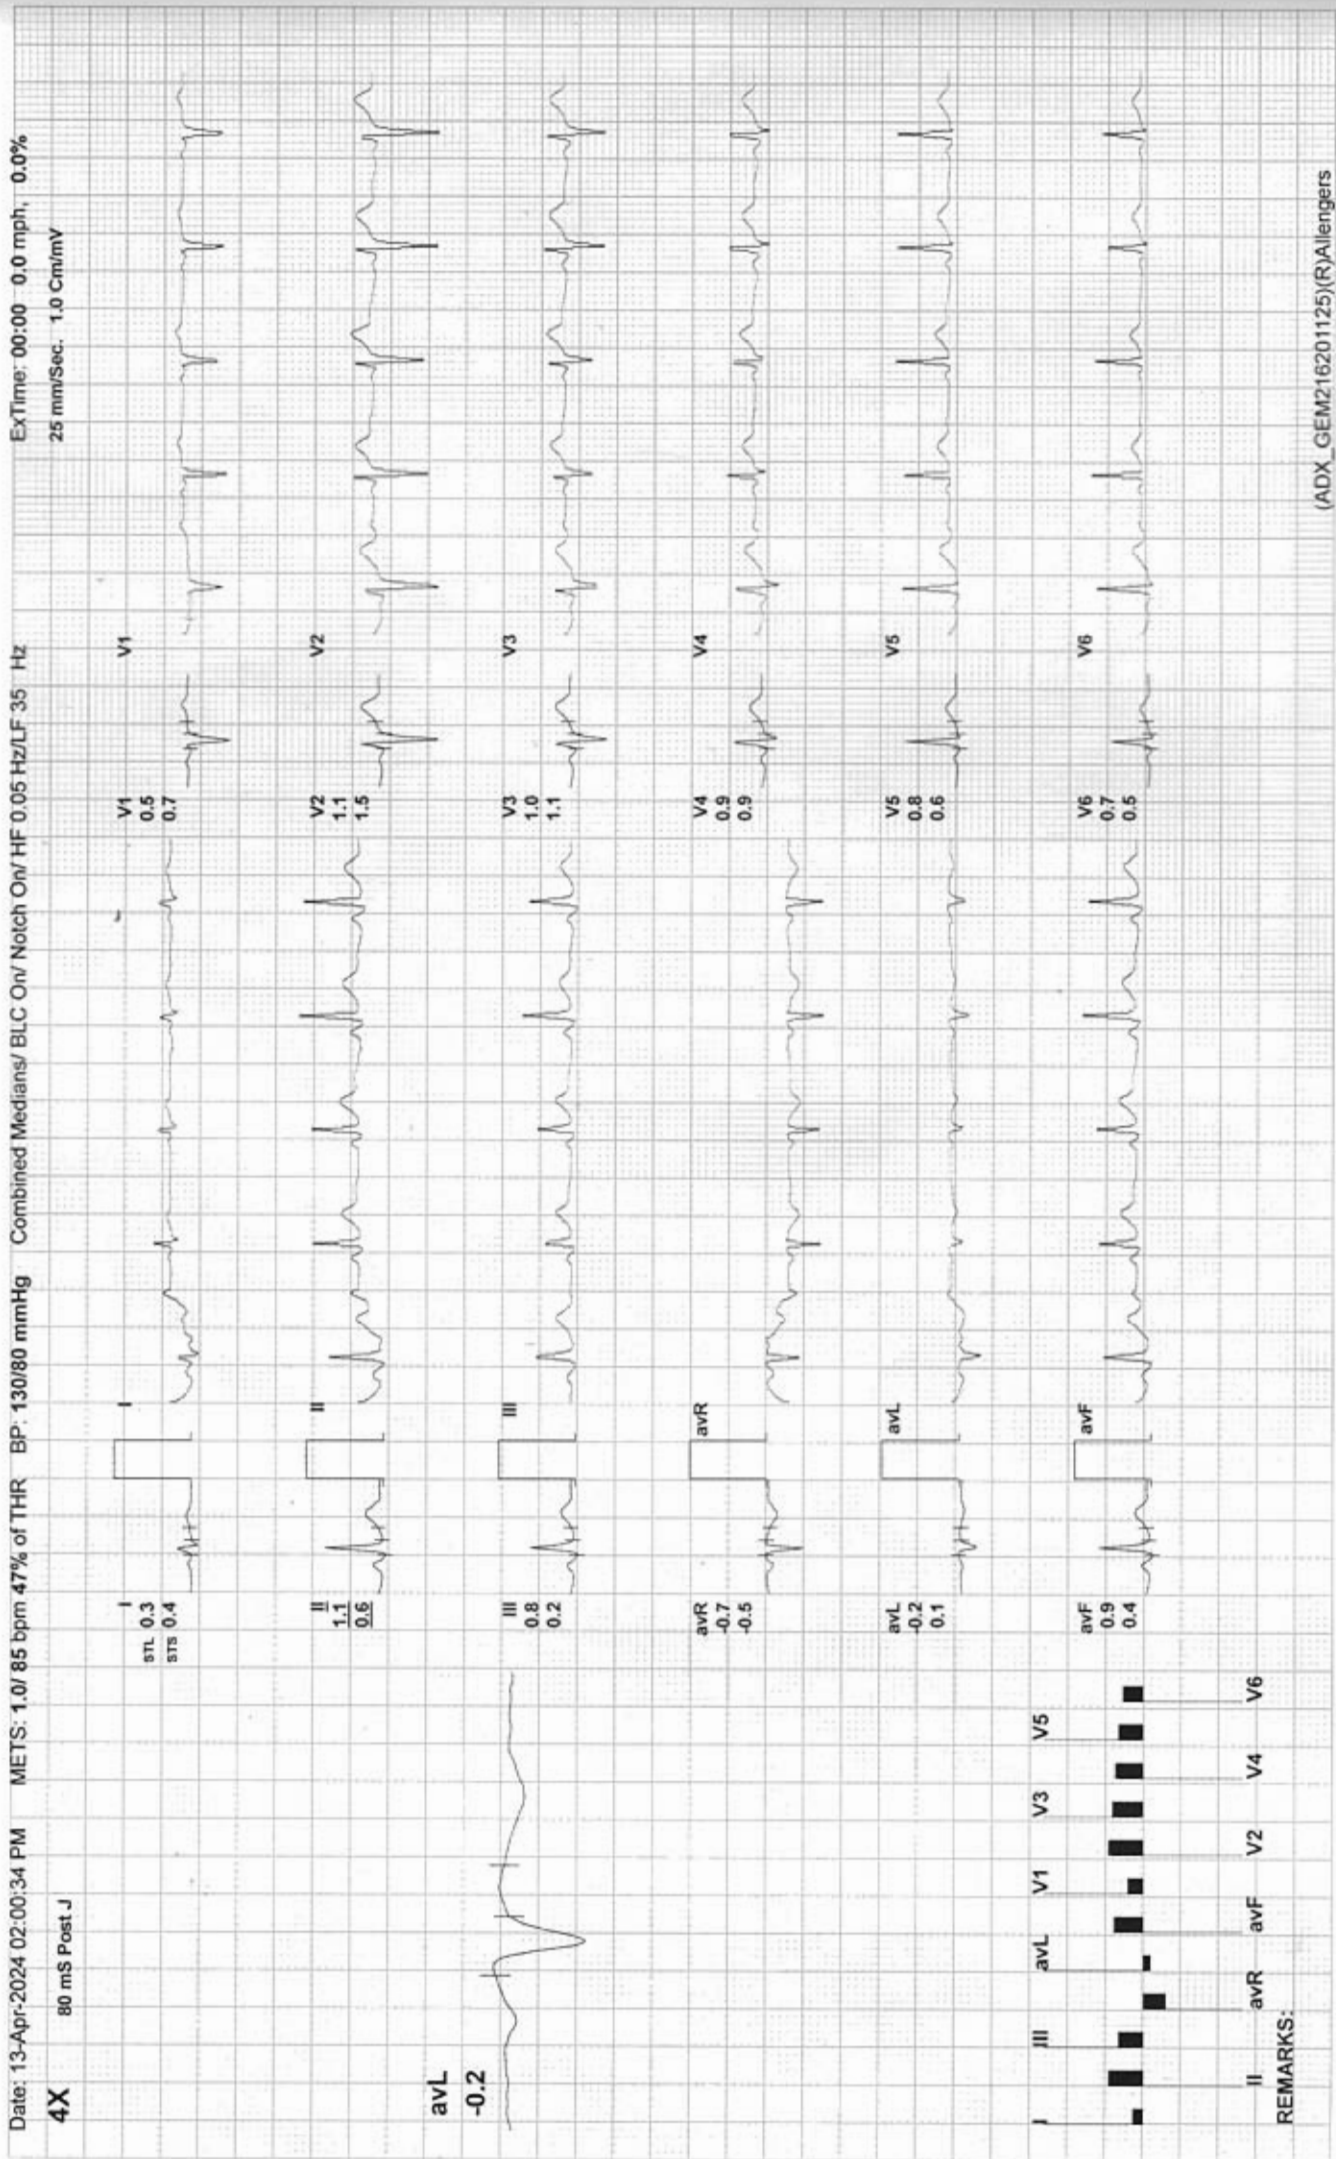 Date: 13-Apr-2024 02:00:34 PM METS: 1.0/ 85 bpm 47% of THR BP: 130/80 mmHg Combined Medians/ BLC On/ Notch On/ HF 0.05 Hz/LF 35 Hz ExTime: 00:00 0.0 mph, 0.0%
4X 80 mS Post J 25 mm/Sec. 1.0 Cm/mV
avL
-0.2
I
STL 0.3
STS 0.4
I
V1
0.5
0.7
V1
II
1.1
0.6
II
V2
1.1
1.5
V2
III
0.8
0.2
III
V3
1.0
1.1
V3
avR
-0.7
-0.5
avR
V4
0.9
0.9
V4
avL
-0.2
0.1
avL
V5
0.8
0.6
V5
avF
0.9
0.4
avF
V6
0.7
0.5
V6
I III avL V1 V3 V5
II avR avF V2 V4 V6
REMARKS:
(ADX_GEM216201125)(R)Allengers